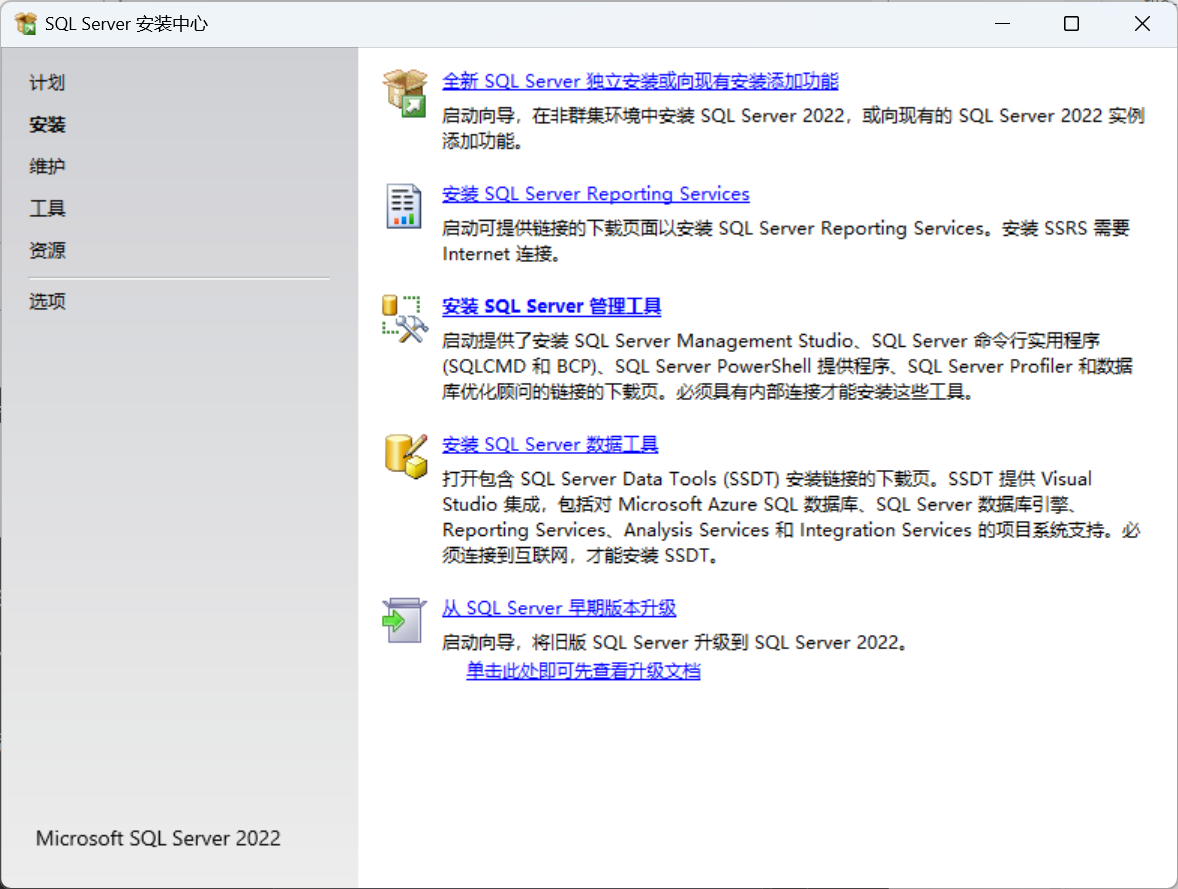 SQL Server 安装中心
计划
安装
维护
工具
资源
选项
Microsoft SQL Server 2022
全新 SQL Server 独立安装或向现有安装添加功能
启动向导，在非群集环境中安装 SQL Server 2022，或向现有的 SQL Server 2022 实例
添加功能。
安装 SQL Server Reporting Services
启动可提供链接的下载页面以安装 SQL Server Reporting Services。安装 SSRS 需要
Internet 连接。
安装 SQL Server 管理工具
启动提供了安装 SQL Server Management Studio、SQL Server 命令行实用程序
(SQLCMD 和 BCP)、SQL Server PowerShell 提供程序、SQL Server Profiler 和数据
库优化顾问的链接的下载页。必须具有内部连接才能安装这些工具。
安装 SQL Server 数据工具
打开包含 SQL Server Data Tools (SSDT) 安装链接的下载页。SSDT 提供 Visual
Studio 集成，包括对 Microsoft Azure SQL 数据库、SQL Server 数据库引擎、
Reporting Services、Analysis Services 和 Integration Services 的项目系统支持。必
须连接到互联网，才能安装 SSDT。
从 SQL Server 早期版本升级
启动向导，将旧版 SQL Server 升级到 SQL Server 2022。
单击此处即可先查看升级文档